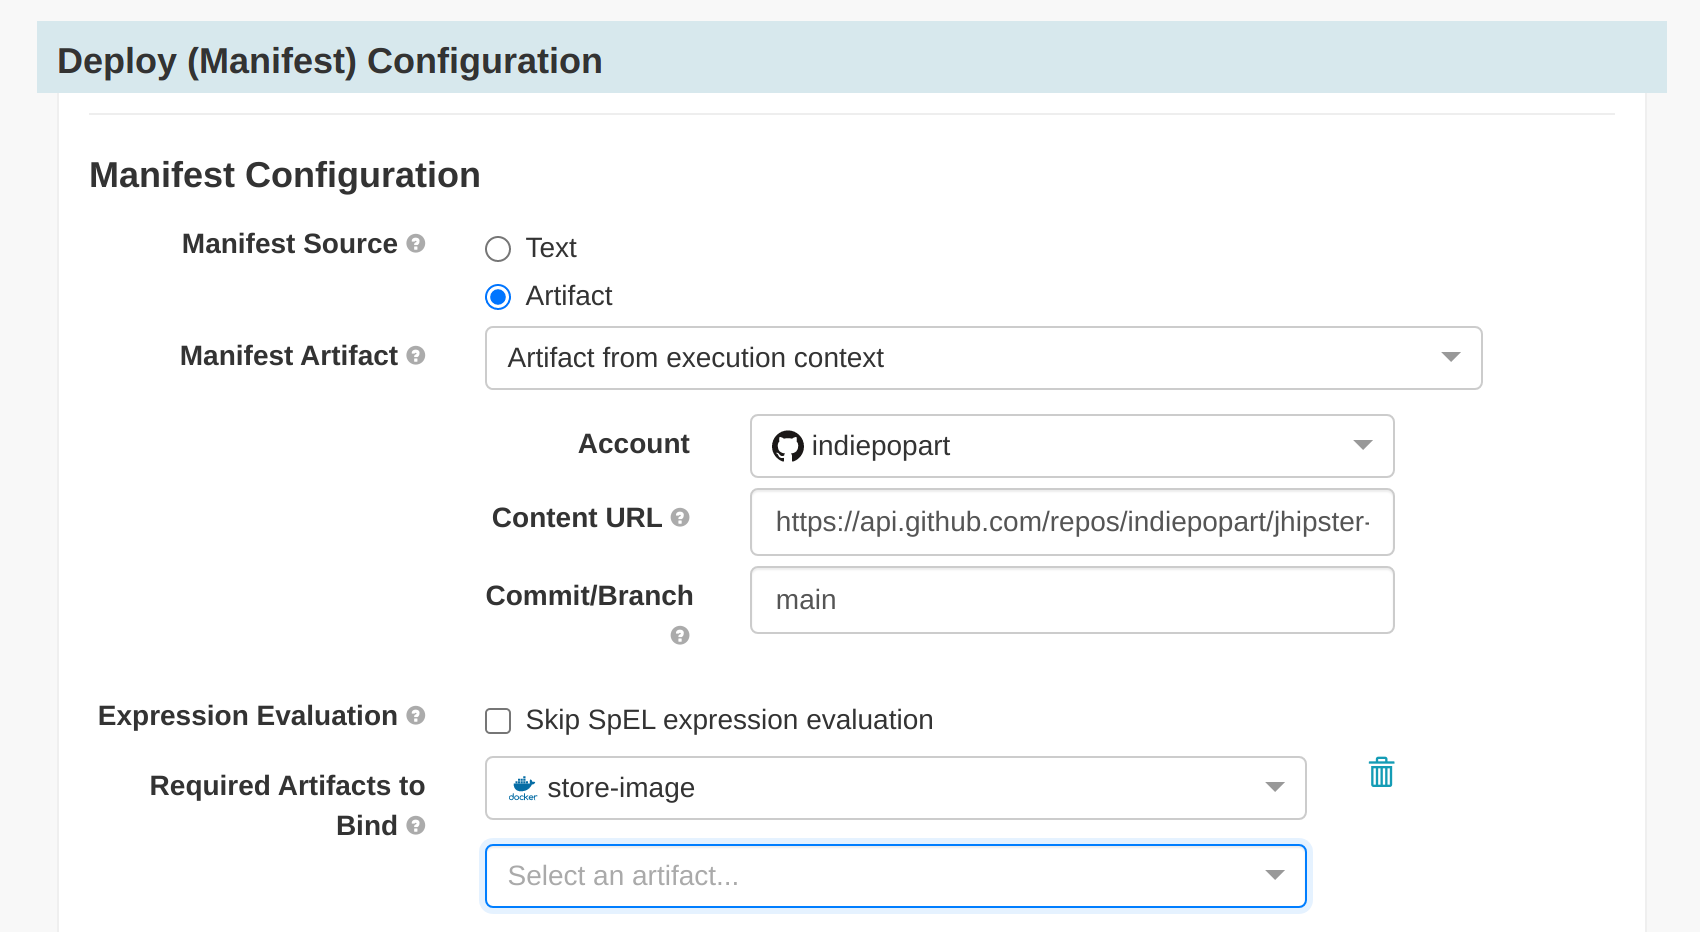 Deploy (Manifest) Configuration
Manifest Configuration
Manifest Source
Text
Artifact
Manifest Artifact
Artifact from execution context
Account
indiepopart
Content URL
https://api.github.com/repos/indiepopart/jhipster-
Commit/Branch
main
Expression Evaluation
Skip SpEL expression evaluation
Required Artifacts to
Bind
docker
store-image
Select an artifact...